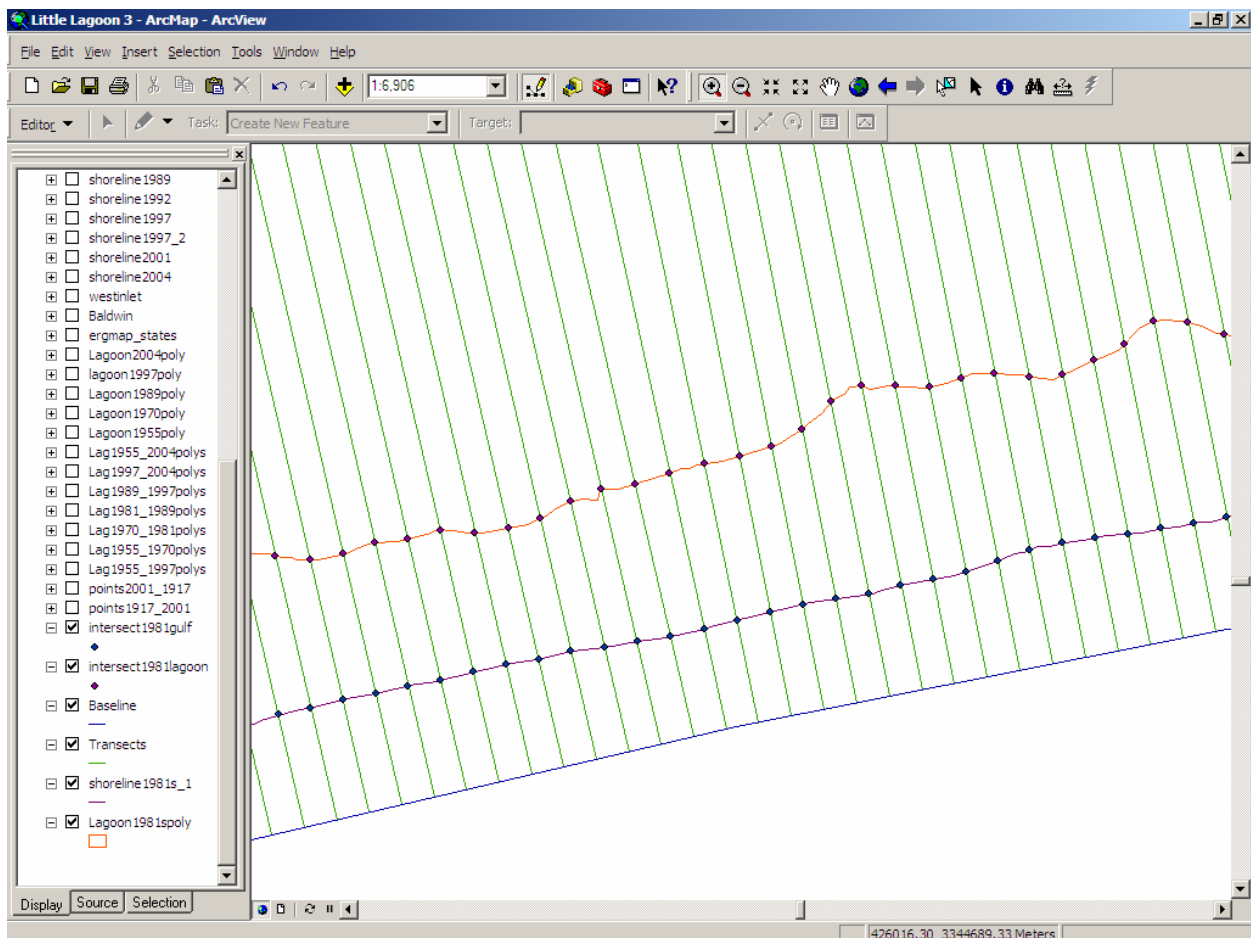 Little Lagoon 3 - ArcMap - ArcView
File Edit View Insert Selection Tools Window Help
1:6,906
Editor Task: Create New Feature Target:
shoreline1989
shoreline1992
shoreline1997
shoreline1997_2
shoreline2001
shoreline2004
westinlet
Baldwin
ergmap_states
Lagoon2004poly
lagoon1997poly
Lagoon1989poly
Lagoon1970poly
Lagoon1955poly
Lag1955_2004polys
Lag1997_2004polys
Lag1989_1997polys
Lag1981_1989polys
Lag1970_1981polys
Lag1955_1970polys
Lag1955_1997polys
points2001_1917
points1917_2001
intersect1981gulf
intersect1981lagoon
Baseline
Transects
shoreline1981s_1
Lagoon1981spoly
Display Source Selection
426016.30 3344689.33 Meters